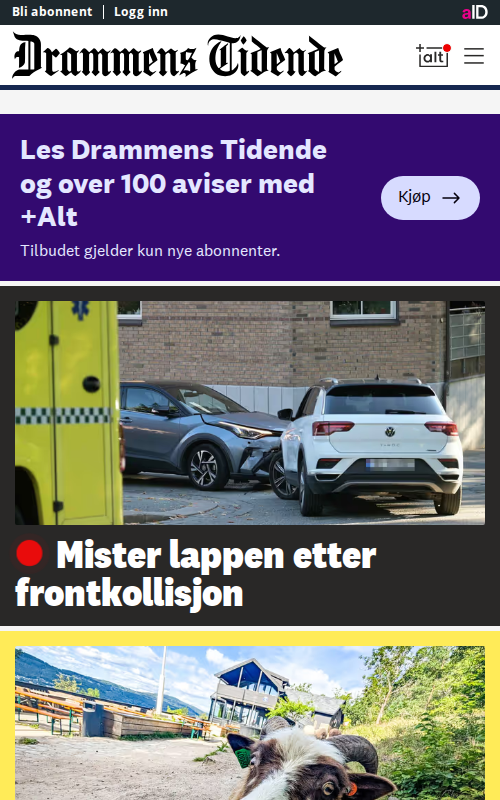 Bli abonnent | Logg inn
aID
Drammens Tidende
+alt
Les Drammens Tidende
og over 100 aviser med
+Alt
Kjøp →
Tilbudet gjelder kun nye abonnenter.
Mister lappen etter
frontkollisjon